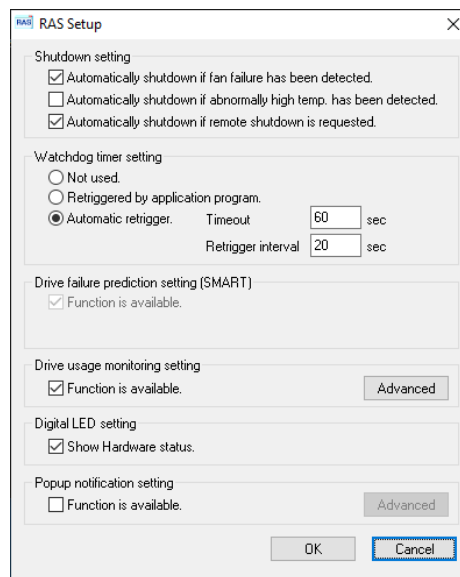 RAS RAS Setup
Shutdown setting
Automatically shutdown if fan failure has been detected.
Automatically shutdown if abnormally high temp. has been detected.
Automatically shutdown if remote shutdown is requested.
Watchdog timer setting
Not used.
Retriggered by application program.
Automatic retrigger. Timeout 60 sec
Retrigger interval 20 sec
Drive failure prediction setting (SMART)
Function is available.
Drive usage monitoring setting
Function is available. Advanced
Digital LED setting
Show Hardware status.
Popup notification setting
Function is available. Advanced
OK Cancel